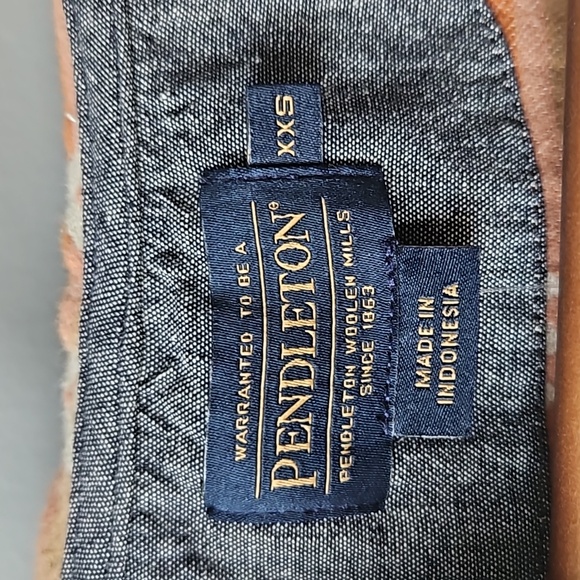 XXS
WARRANTED TO BE A
PENDLETON®
PENDLETON WOOLEN MILLS
SINCE 1863
MADE IN
INDONESIA